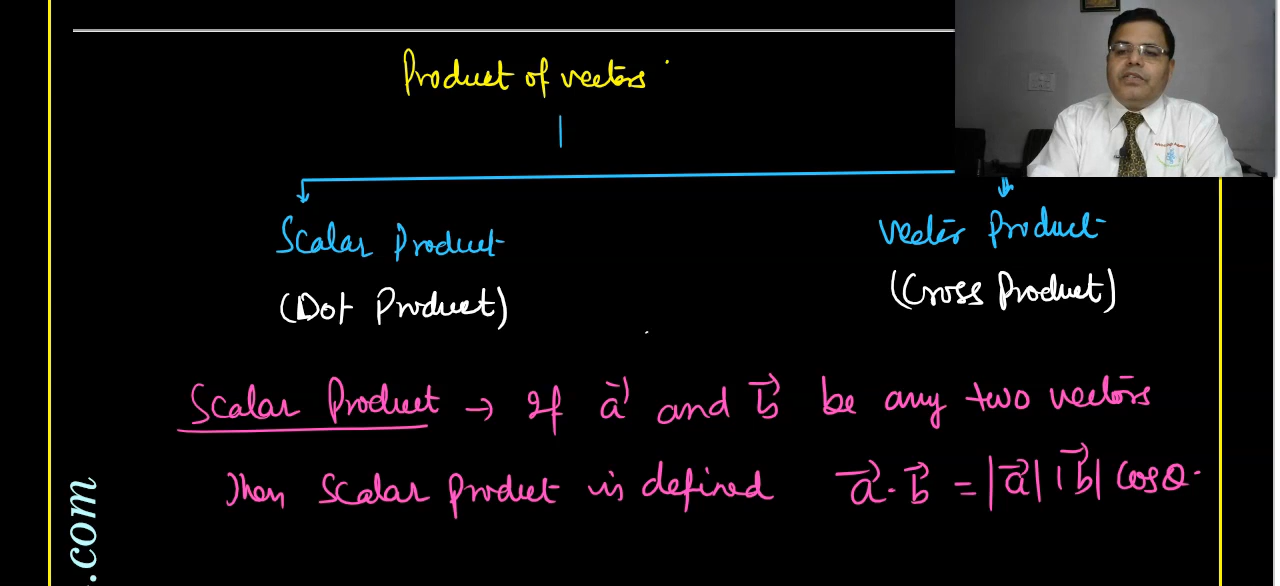 Product of vectors
Scalar Product
Vector Product
(Dot Product)
(Cross Product)
Scalar Product → If a⃗ and b⃗ be any two vectors
Then Scalar Product is defined a⃗ . b⃗ = |a⃗| |b⃗| cos θ.
.com